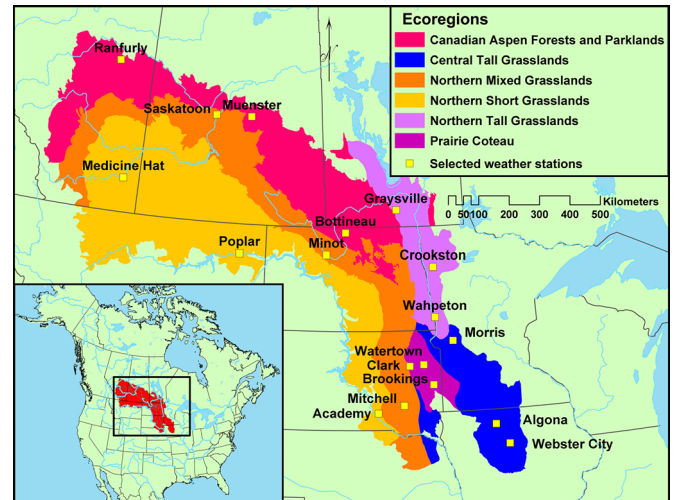 Ecoregions
Canadian Aspen Forests and Parklands
Central Tall Grasslands
Northern Mixed Grasslands
Northern Short Grasslands
Northern Tall Grasslands
Prairie Coteau
Selected weather stations
N
Ranfurly
Saskatoon
Muenster
Medicine Hat
Graysville
Kilometers
0 50 100 200 300 400 500
Bottineau
Poplar
Minot
Crookston
Wahpeton
Morris
Watertown
Clark
Brookings
Mitchell
Academy
Algona
Webster City